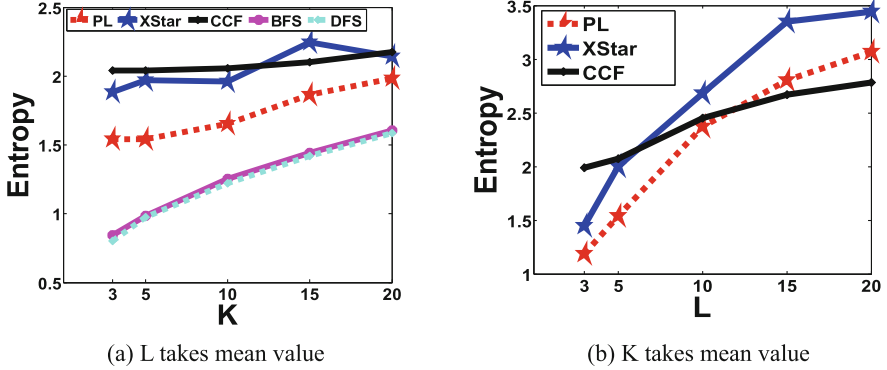 PL XStar CCF BFS DFS
2.5
2
1.5
1
0.5
Entropy
3 5 10 15 20
K
(a) L takes mean value
PL
XStar
CCF
3.5
3
2.5
2
1.5
1
Entropy
3 5 10 15 20
L
(b) K takes mean value